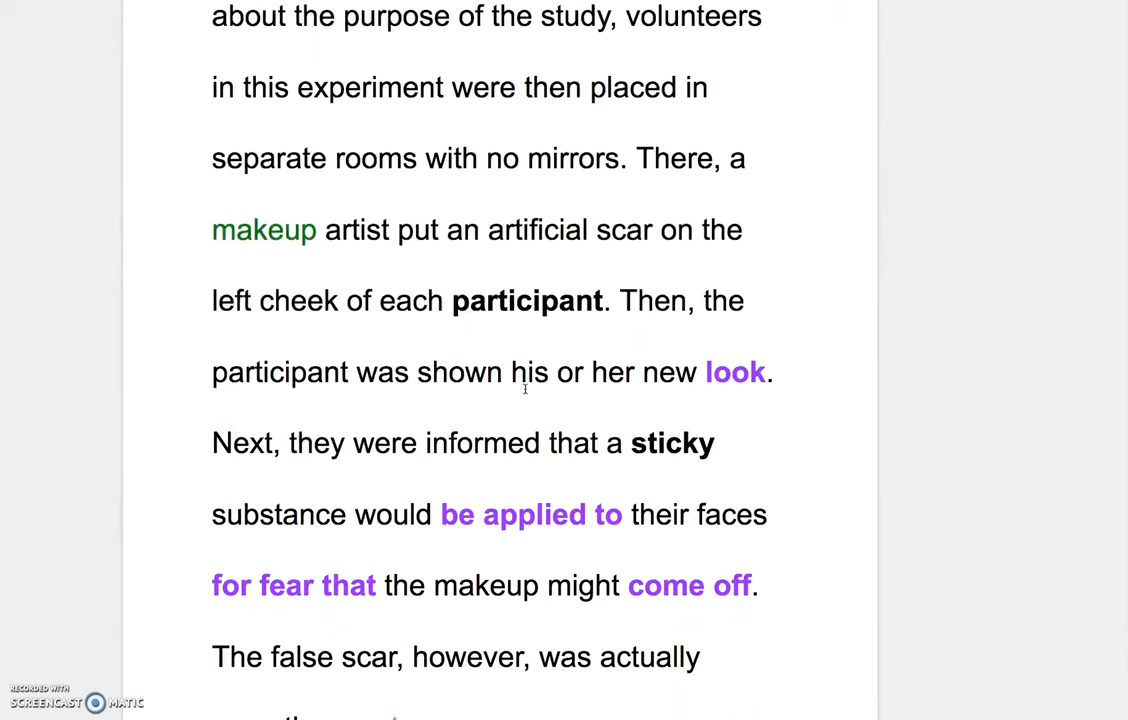 about the purpose of the study, volunteers
in this experiment were then placed in
separate rooms with no mirrors. There, a
makeup artist put an artificial scar on the
left cheek of each participant. Then, the
participant was shown his or her new look.
Next, they were informed that a sticky
substance would be applied to their faces
for fear that the makeup might come off.
The false scar, however, was actually
RECORDED WITH
SCREENCAST MATIC